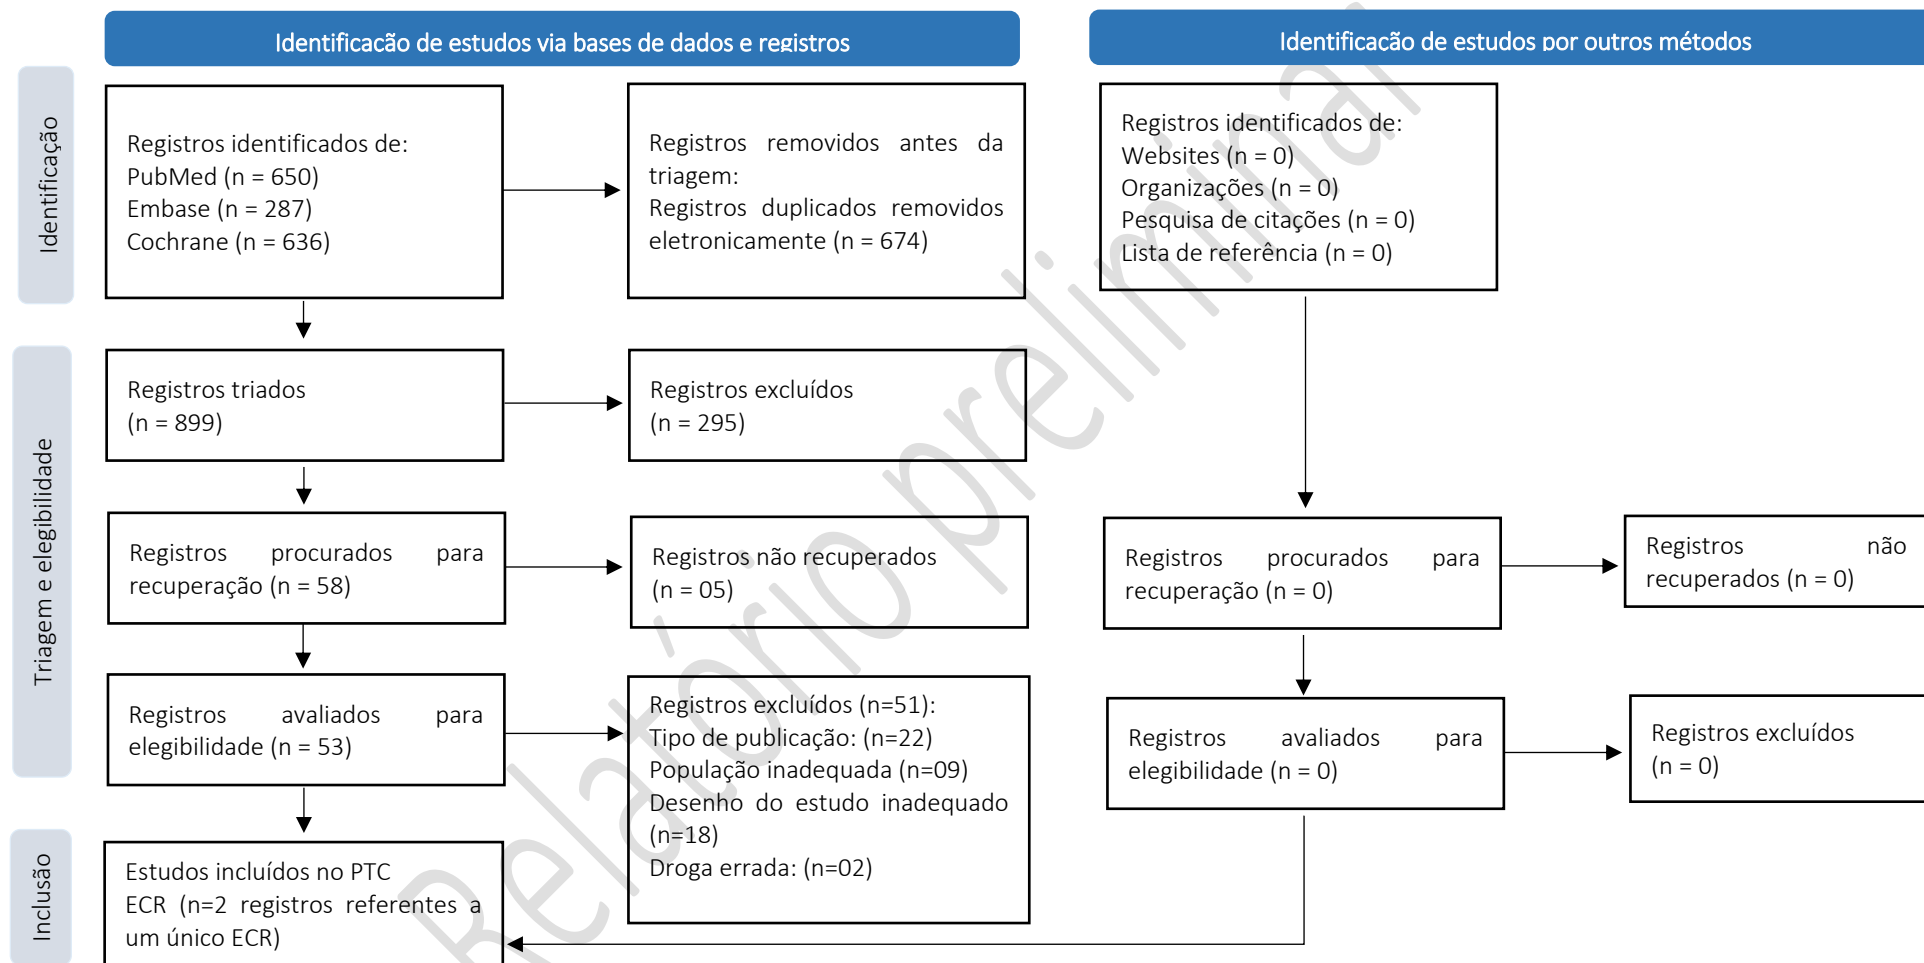 Identificação de estudos via bases de dados e registros
Identificação de estudos por outros métodos
Identificação
Registros identificados de:
PubMed (n = 650)
Embase (n = 287)
Cochrane (n = 636)
Registros removidos antes da
triagem:
Registros duplicados removidos
eletronicamente (n = 674)
Registros identificados de:
Websites (n = 0)
Organizações (n = 0)
Pesquisa de citações (n = 0)
Lista de referência (n = 0)
Triagem e elegibilidade
Registros triados
(n = 899)
Registros excluídos
(n = 295)
Registros procurados para
recuperação (n = 58)
Registros não recuperados
(n = 05)
Registros procurados para
recuperação (n = 0)
Registros não
recuperados (n = 0)
Registros avaliados para
elegibilidade (n = 53)
Registros excluídos (n=51):
Tipo de publicação: (n=22)
População inadequada (n=09)
Desenho do estudo inadequado
(n=18)
Droga errada: (n=02)
Registros avaliados para
elegibilidade (n = 0)
Registros excluídos
(n = 0)
Inclusão
Estudos incluídos no PTC
ECR (n=2 registros referentes a
um único ECR)
Relatório preliminar